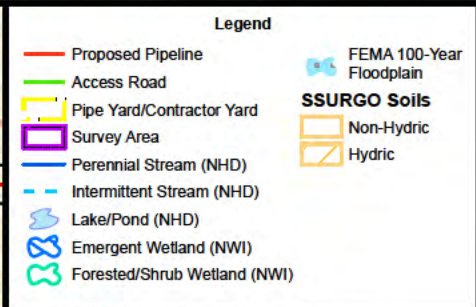 Legend
Proposed Pipeline
Access Road
Pipe Yard/Contractor Yard
Survey Area
Perennial Stream (NHD)
Intermittent Stream (NHD)
Lake/Pond (NHD)
Emergent Wetland (NWI)
Forested/Shrub Wetland (NWI)
FEMA 100-Year
Floodplain
SSURGO Soils
Non-Hydric
Hydric